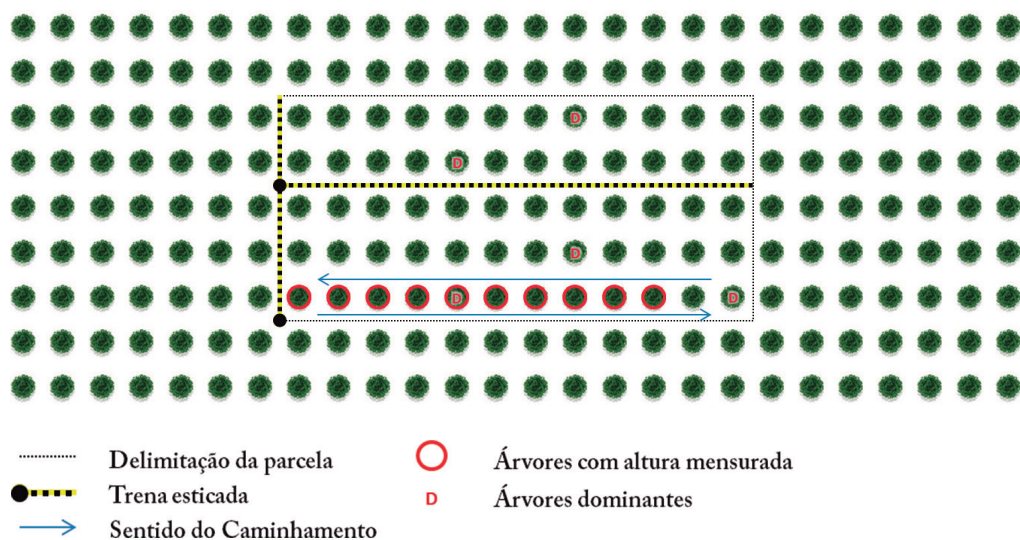 D
D
D
D
D
Delimitação da parcela
Trena esticada
Sentido do Caminhamento
Árvores com altura mensurada
D
Árvores dominantes